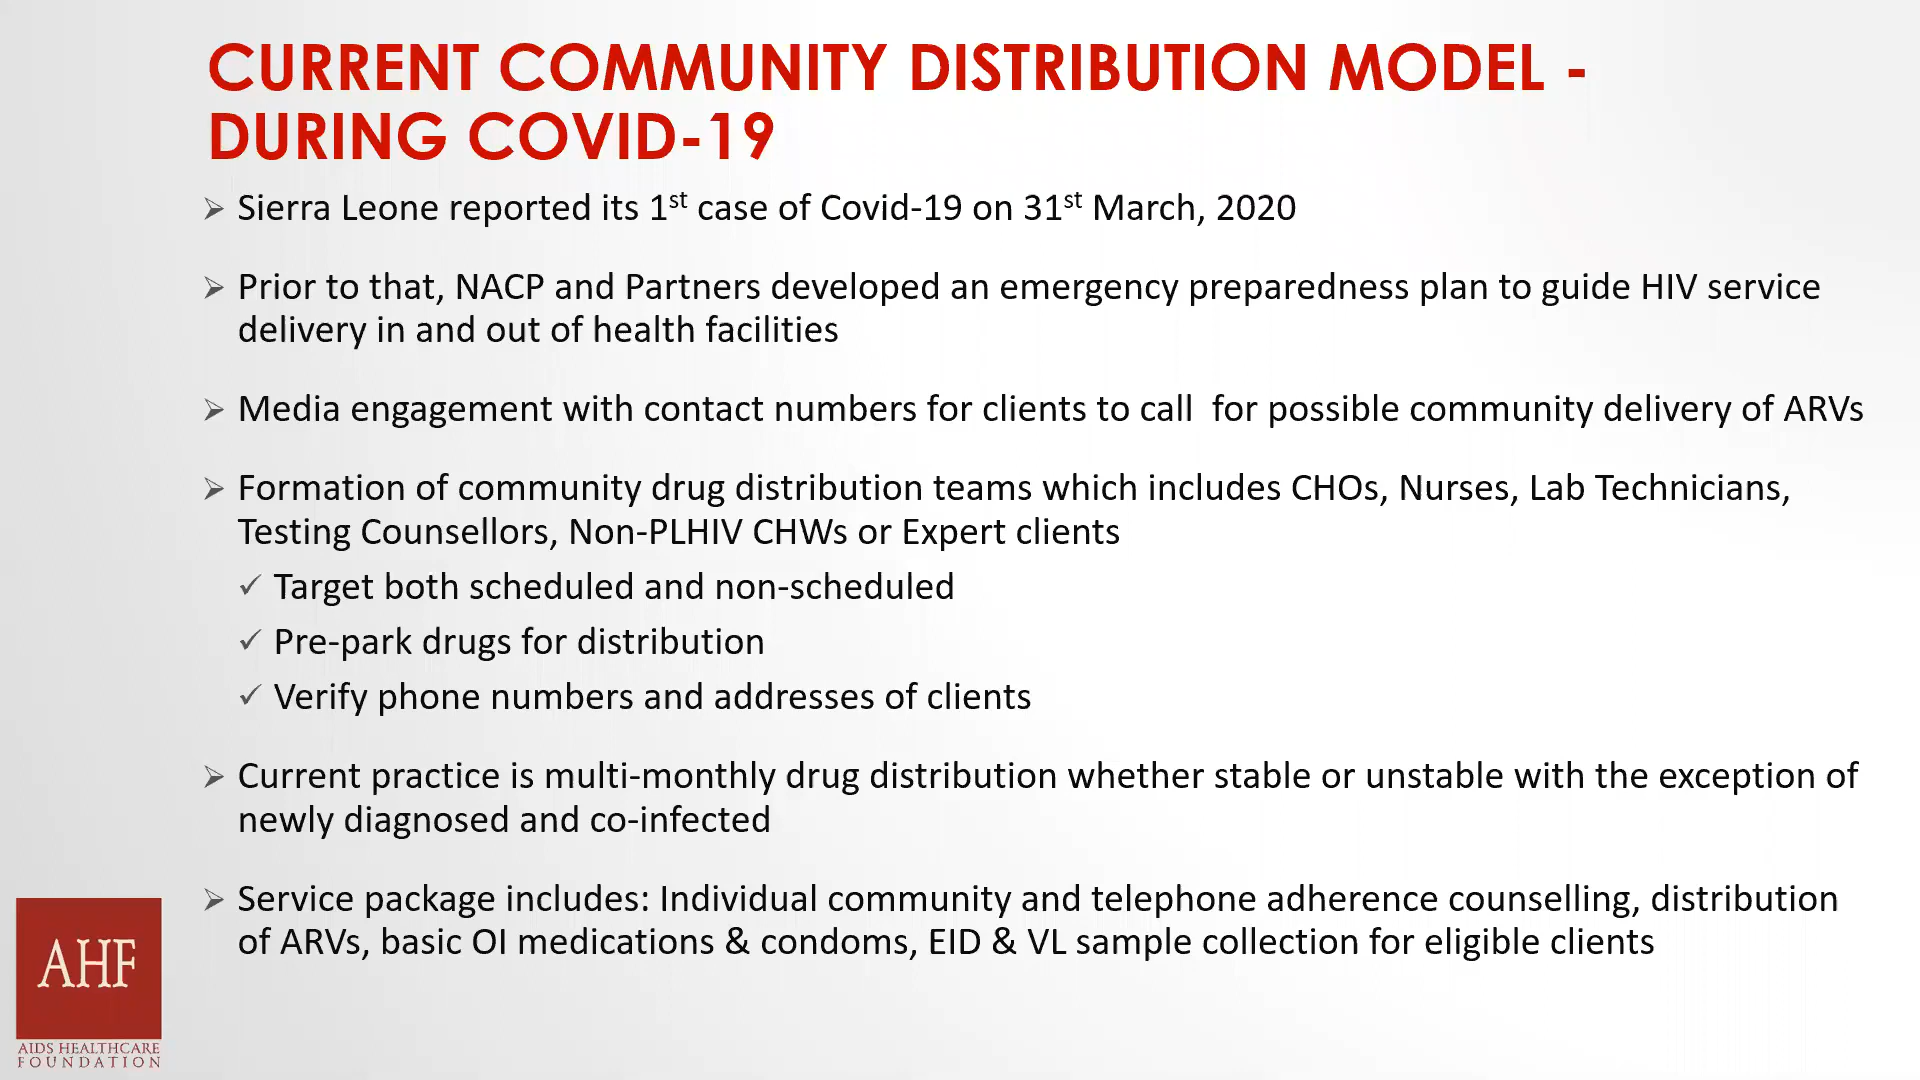 CURRENT COMMUNITY DISTRIBUTION MODEL -
DURING COVID-19
Sierra Leone reported its 1st case of Covid-19 on 31st March, 2020
Prior to that, NACP and Partners developed an emergency preparedness plan to guide HIV service
delivery in and out of health facilities
Media engagement with contact numbers for clients to call  for possible community delivery of ARVs
Formation of community drug distribution teams which includes CHOs, Nurses, Lab Technicians,
Testing Counsellors, Non-PLHIV CHWs or Expert clients
Target both scheduled and non-scheduled
Pre-park drugs for distribution
Verify phone numbers and addresses of clients
Current practice is multi-monthly drug distribution whether stable or unstable with the exception of
newly diagnosed and co-infected
Service package includes: Individual community and telephone adherence counselling, distribution
of ARVs, basic OI medications & condoms, EID & VL sample collection for eligible clients
AHF
AIDS HEALTHCARE
FOUNDATION